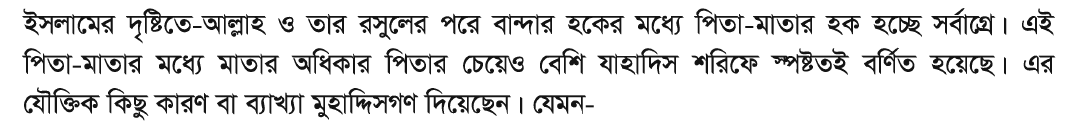 ইসলামের দৃষ্টিতে-আল্লাহ ও তার রসুলের পরে বান্দার হকের মধ্যে পিতা-মাতার হক হচ্ছে সর্বাগ্রে। এই
পিতা-মাতার মধ্যে মাতার অধিকার পিতার চেয়েও বেশি যাহাদিস শরিফে স্পষ্টতই বর্ণিত হয়েছে। এর
যৌক্তিক কিছু কারণ বা ব্যাখ্যা মুহাদ্দিসগণ দিয়েছেন। যেমন-